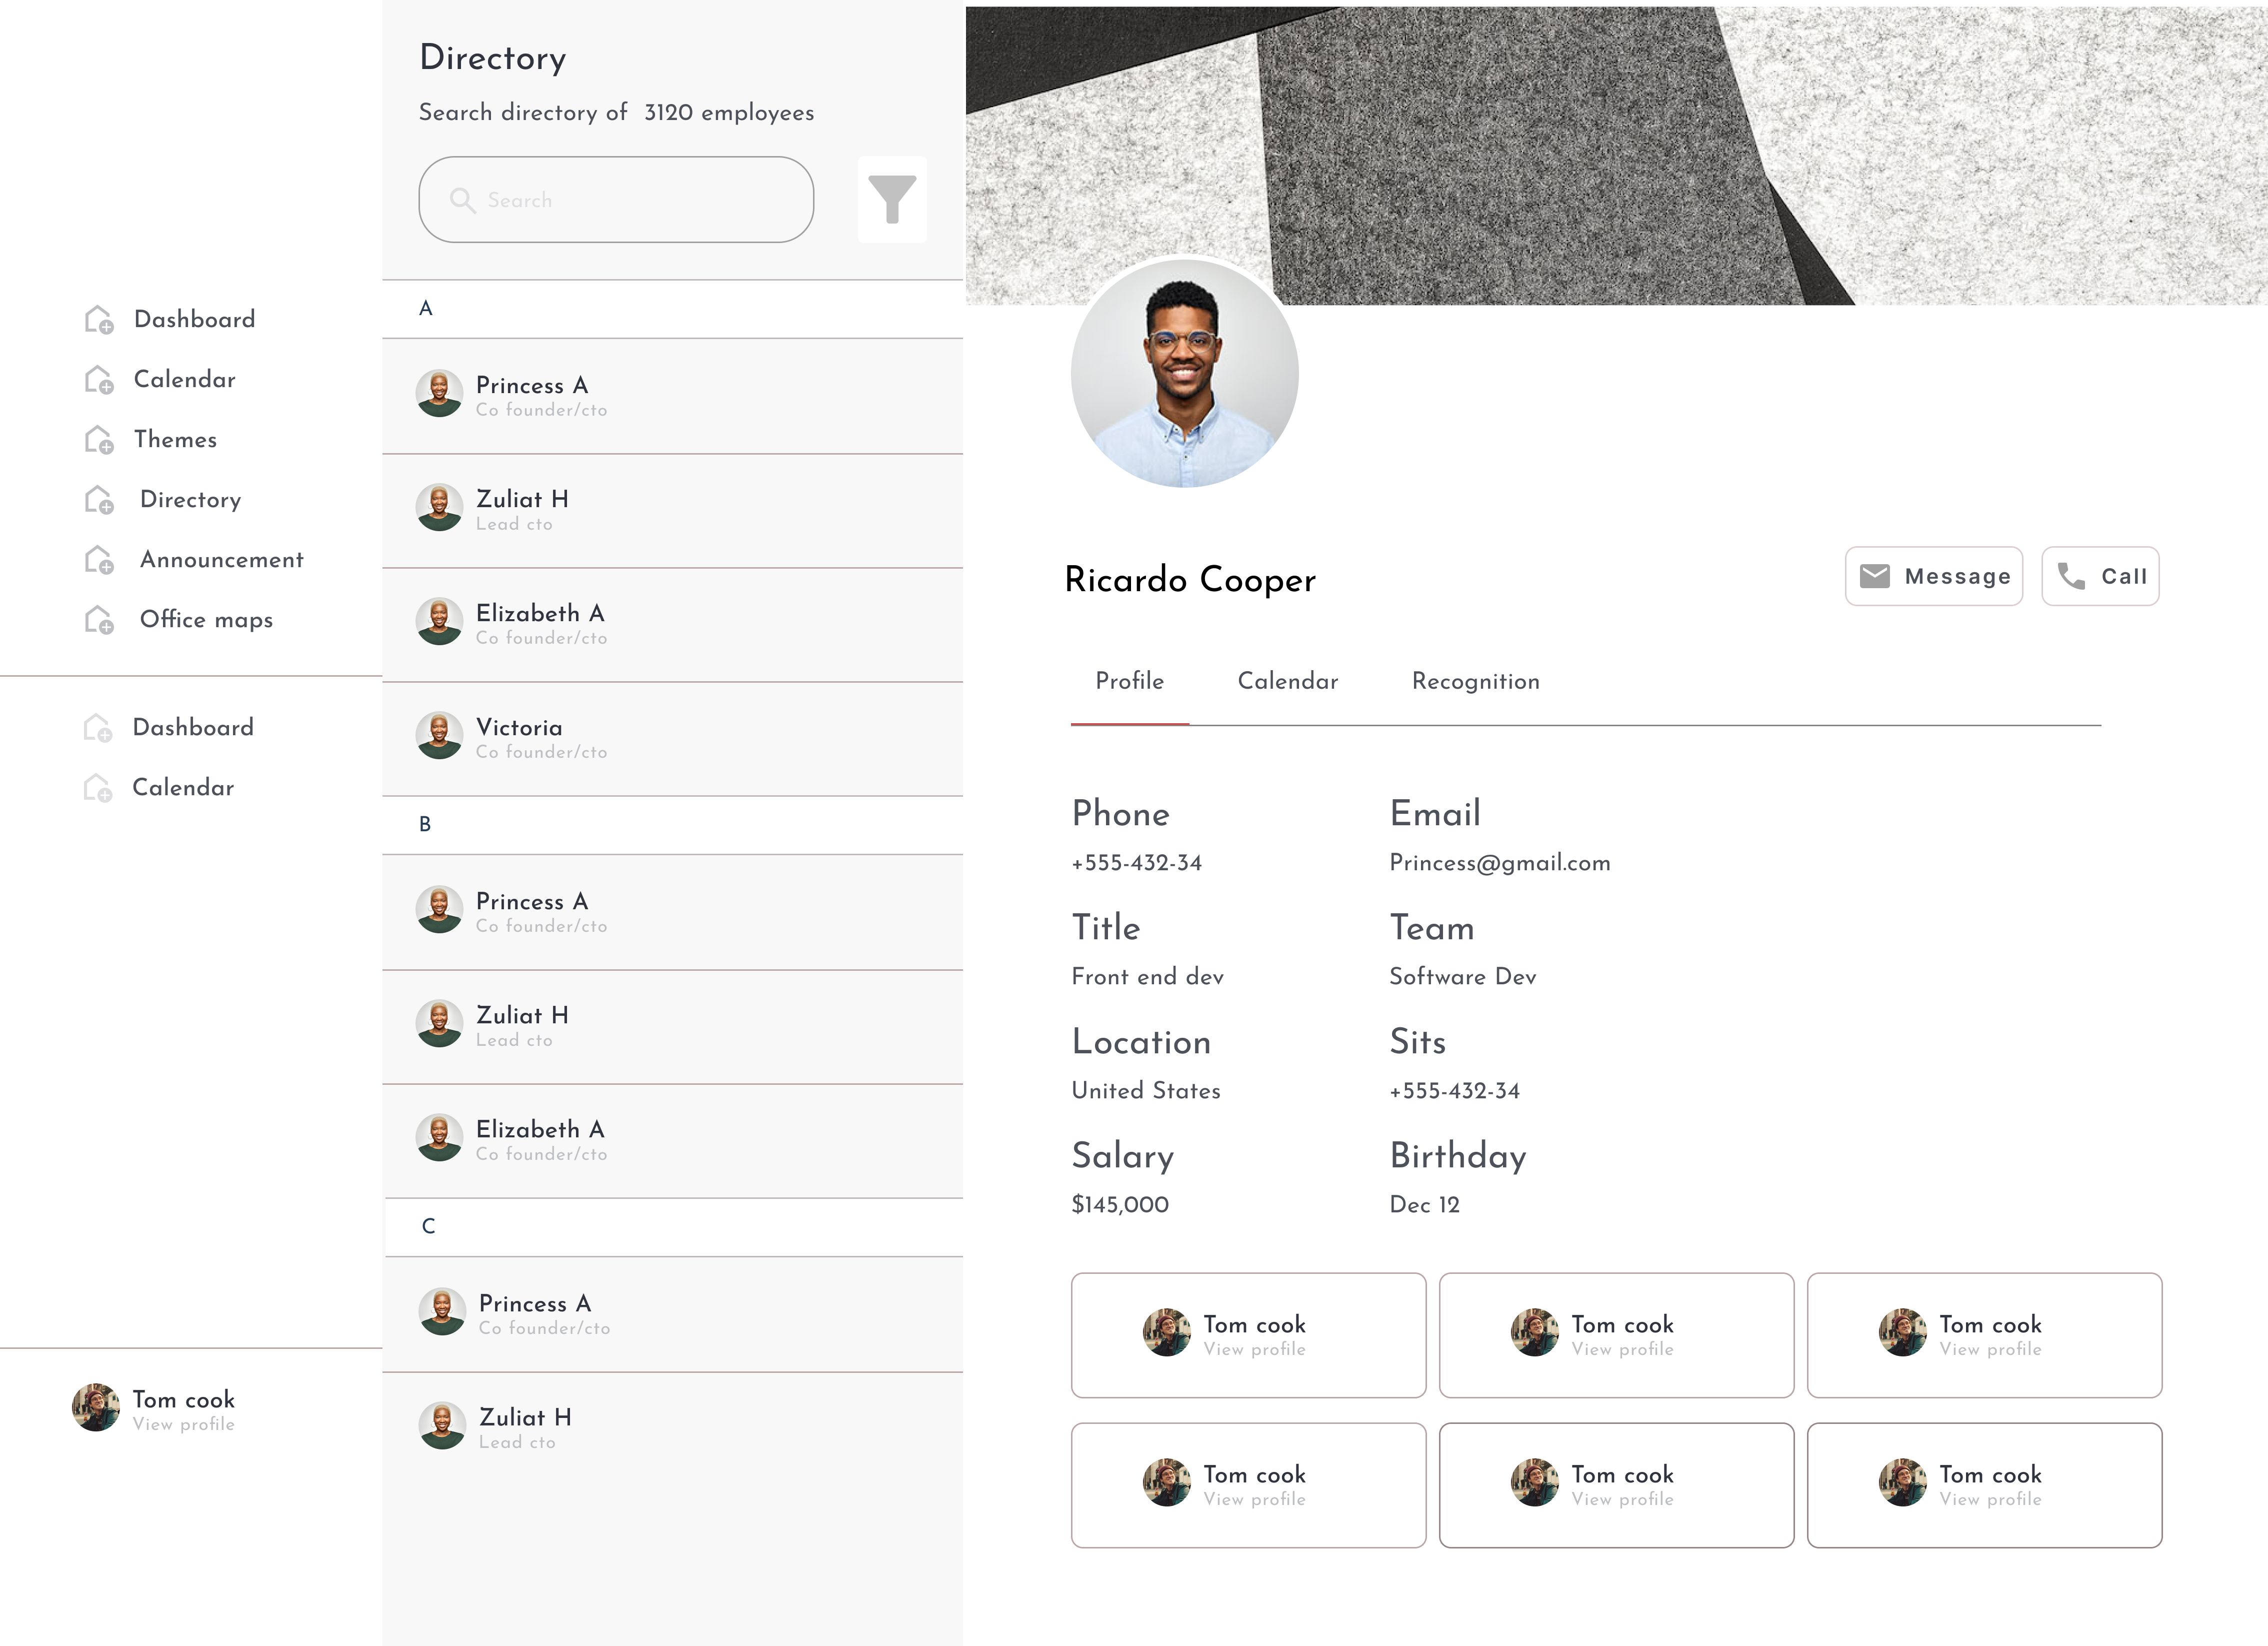 Dashboard
Calendar
Themes
Directory
Announcement
Office maps
Dashboard
Calendar
Tom cook
View profile
Directory
Search directory of 3120 employees
Search
A
Princess A
Co founder/cto
Zuliat H
Lead cto
Elizabeth A
Co founder/cto
Victoria
Co founder/cto
B
Princess A
Co founder/cto
Zuliat H
Lead cto
Elizabeth A
Co founder/cto
C
Princess A
Co founder/cto
Zuliat H
Lead cto
Ricardo Cooper
Message
Call
Profile Calendar Recognition
Phone Email
+555-432-34 Princess@gmail.com
Title Team
Front end dev Software Dev
Location Sits
United States +555-432-34
Salary Birthday
$145,000 Dec 12
Tom cook
View profile
Tom cook
View profile
Tom cook
View profile
Tom cook
View profile
Tom cook
View profile
Tom cook
View profile